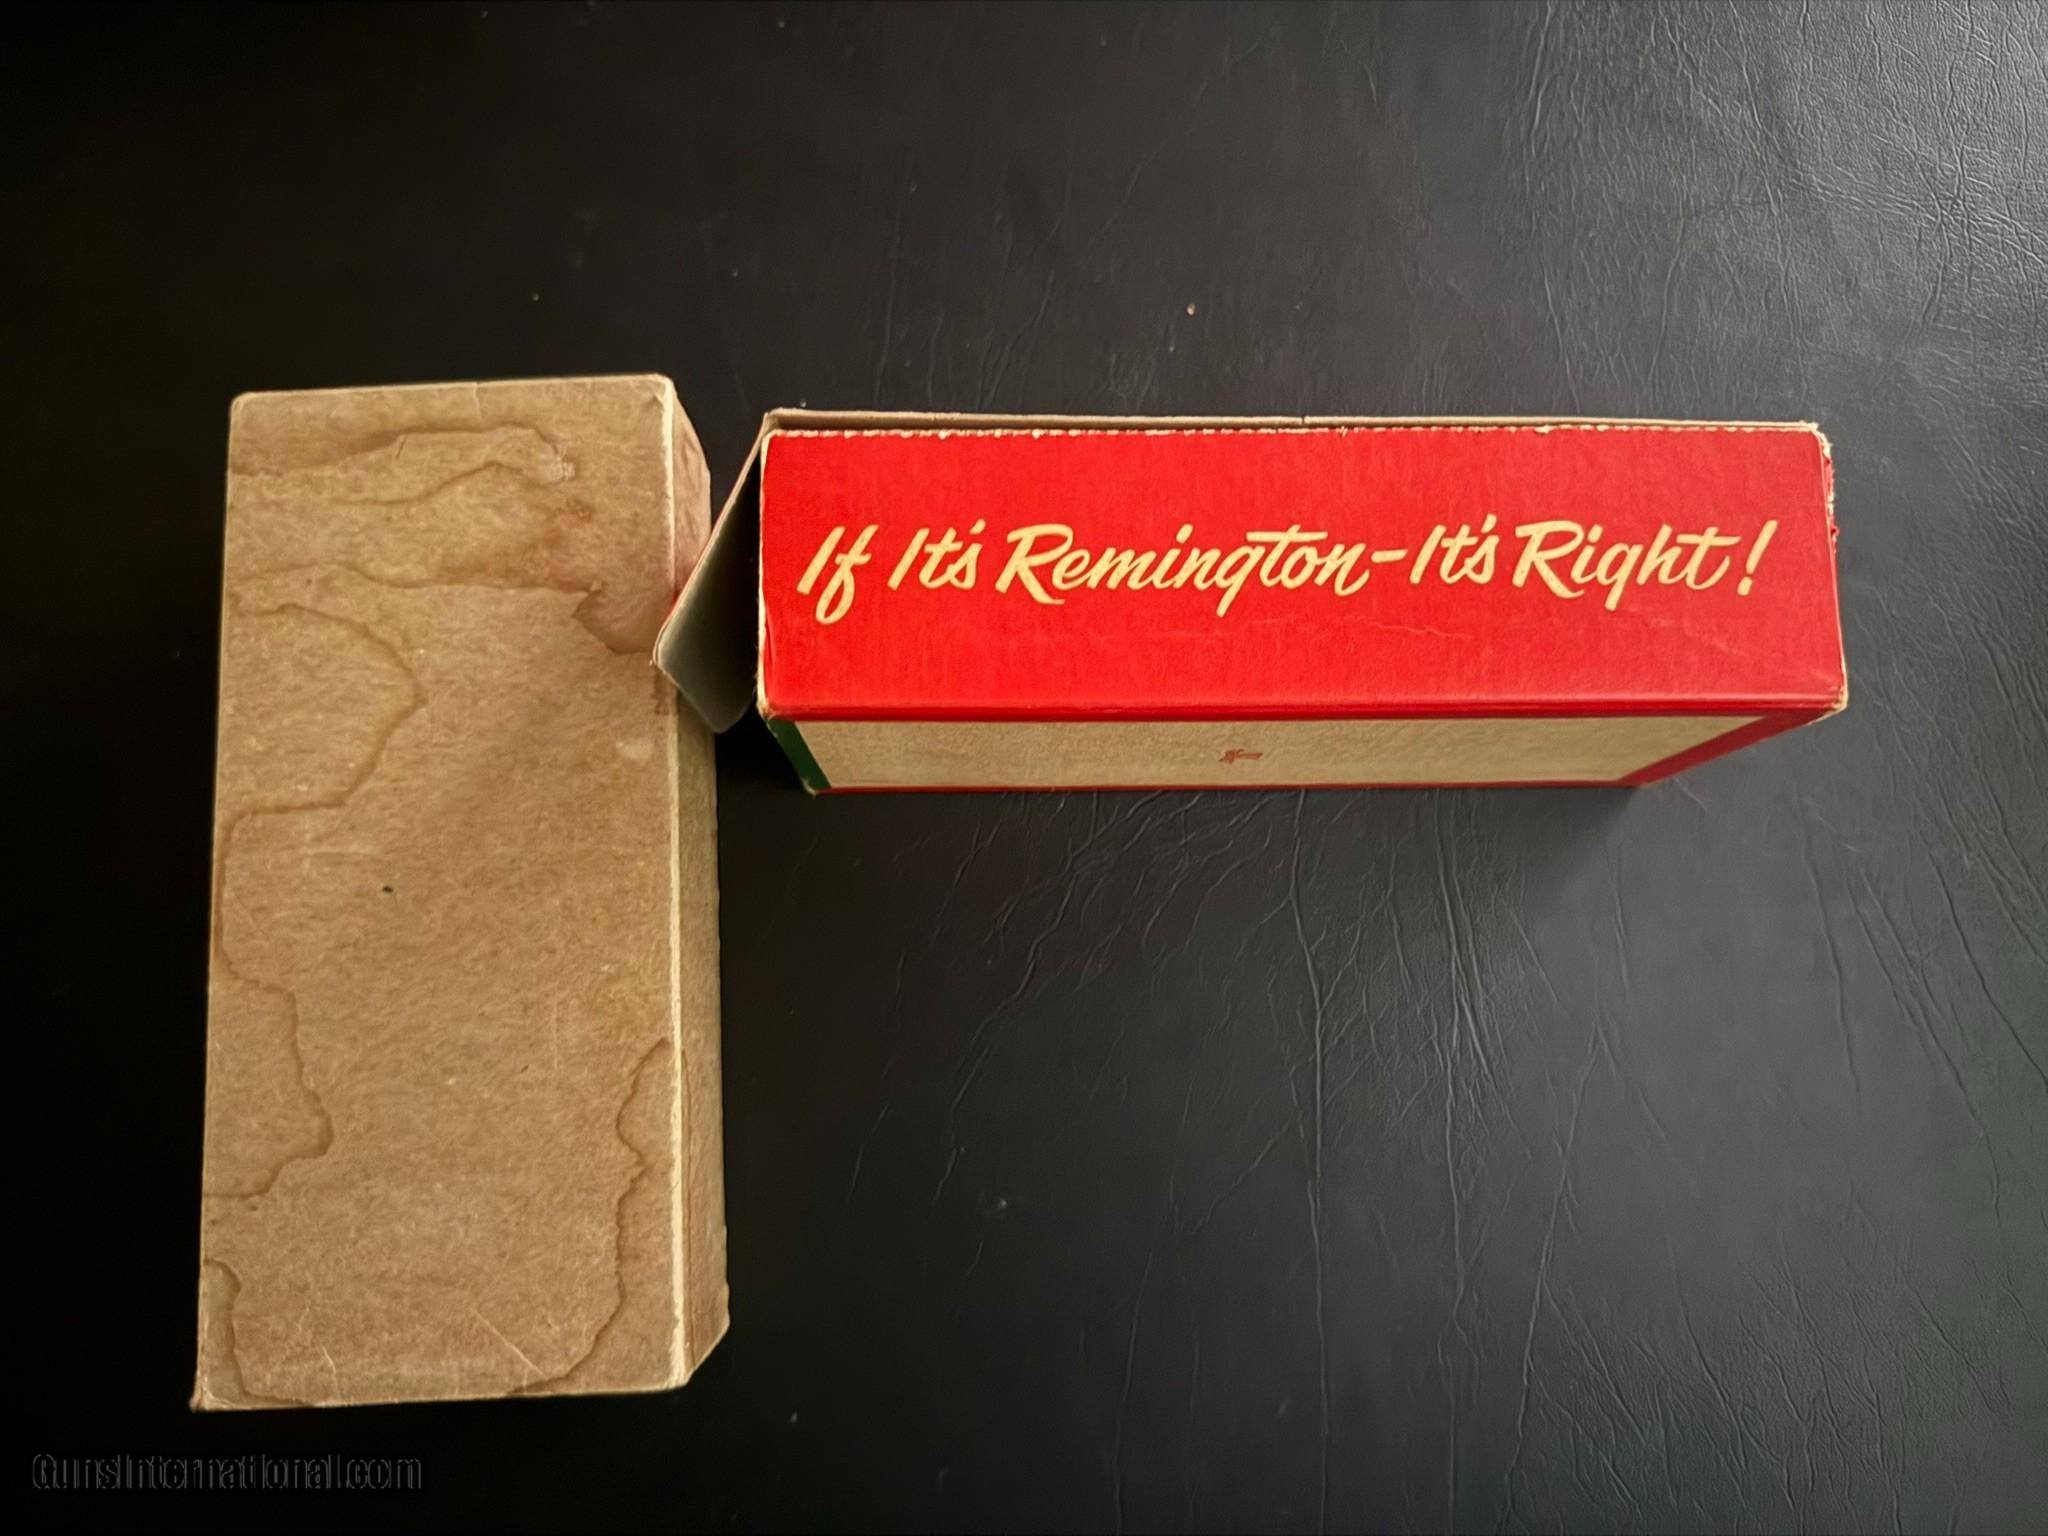 If It's Remington-It's Right!
GunsInternational.com